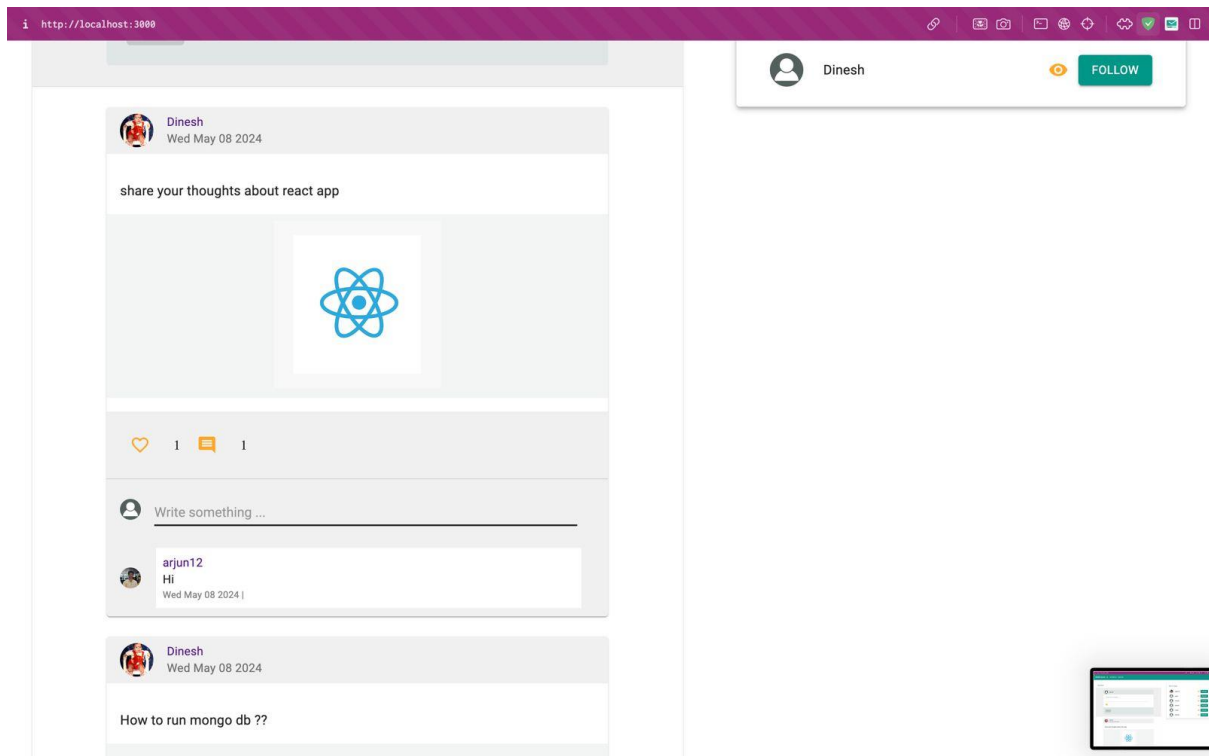 i http://localhost:3000
Dinesh
FOLLOW
Dinesh
Wed May 08 2024
share your thoughts about react app
1 1
Write something ...
arjun12
Hi
Wed May 08 2024 |
Dinesh
Wed May 08 2024
How to run mongo db ??